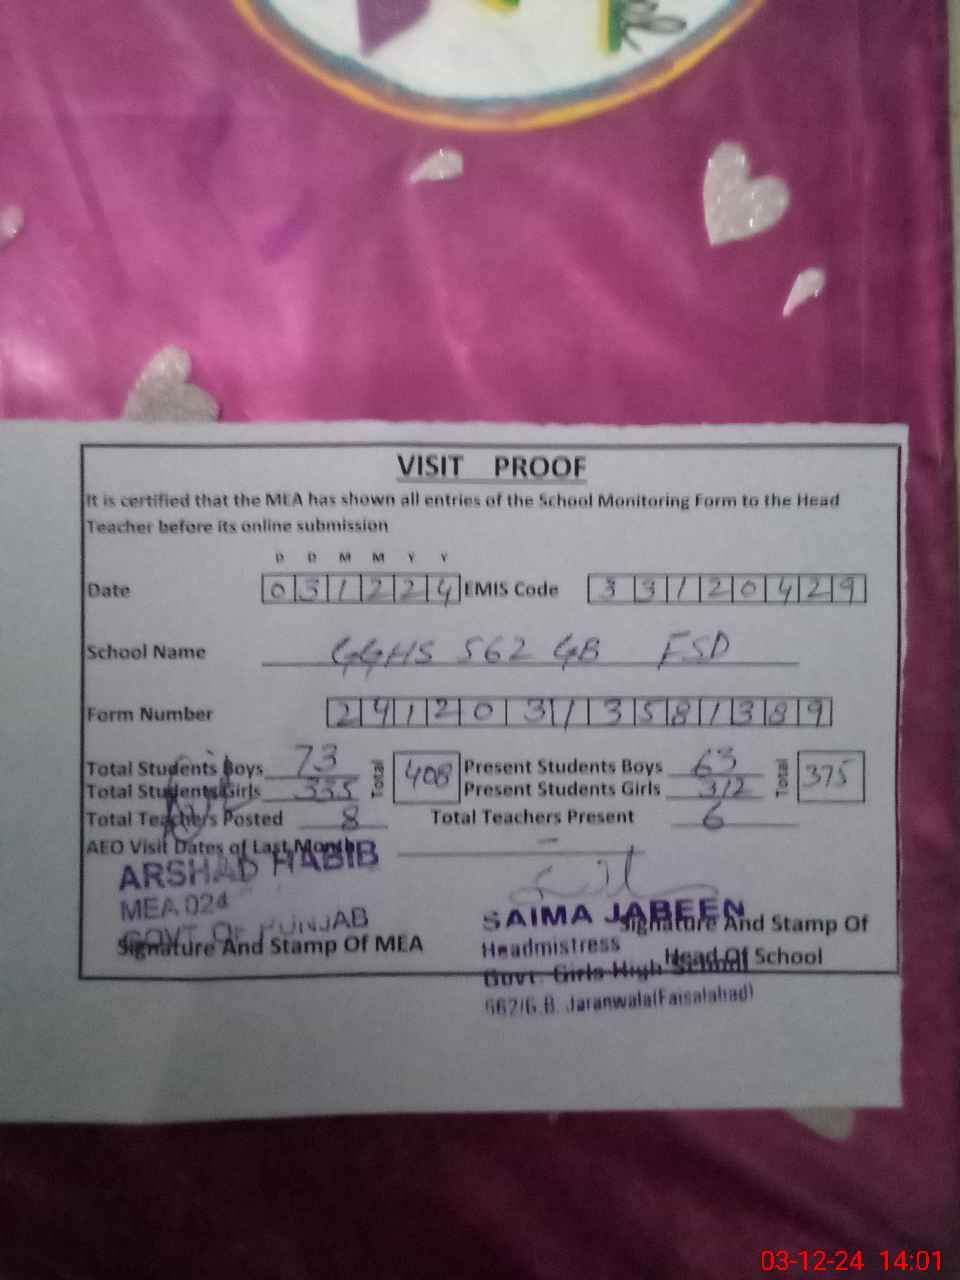 ol
VISIT PROOF
It is certified that the MEA has shown all entries of the School Monitoring Form to the Head
Teacher before its online submission
D D M M Y Y
Date 031224 EMIS Code 33120429
School Name GGHS 562 GB FSD
Form Number 24120313581389
Total Students Boys 73 Total 408 Present Students Boys 63 Total 375
Total Students Girls 335 Present Students Girls 312
Total Teachers Posted 8 Total Teachers Present 6
AEO Visit Dates of Last Month -
ARSHAD HABIB
MEA 024
GOVT OF PUNJAB
Signature And Stamp Of MEA
SAIMA JABEEN
Signature And Stamp Of
Headmistress
Head Of School
Govt. Girls High School
562/G.B. Jaranwala(Faisalabad)
03-12-24 14:01